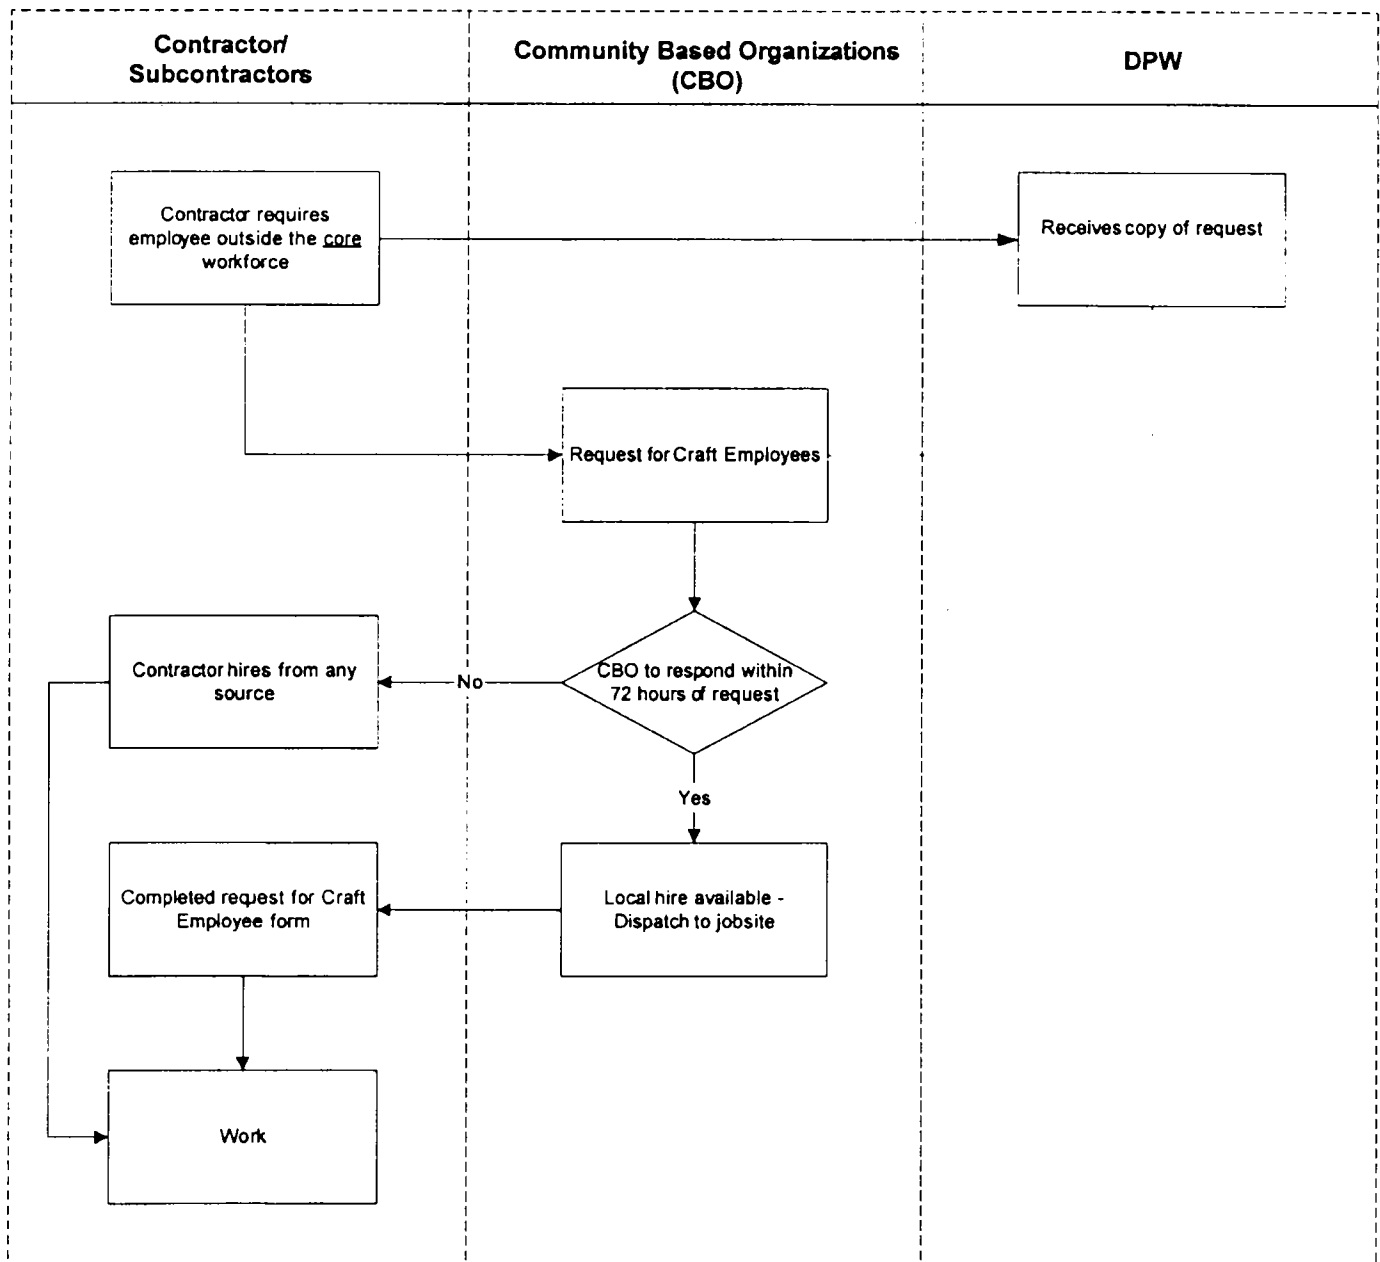 Contractor/
Subcontractors
Community Based Organizations
(CBO)
DPW
Contractor requires
employee outside the core
workforce
Receives copy of request
Request for Craft Employees
CBO to respond within
72 hours of request
No
Contractor hires from any
source
Yes
Completed request for Craft
Employee form
Local hire available -
Dispatch to jobsite
Work